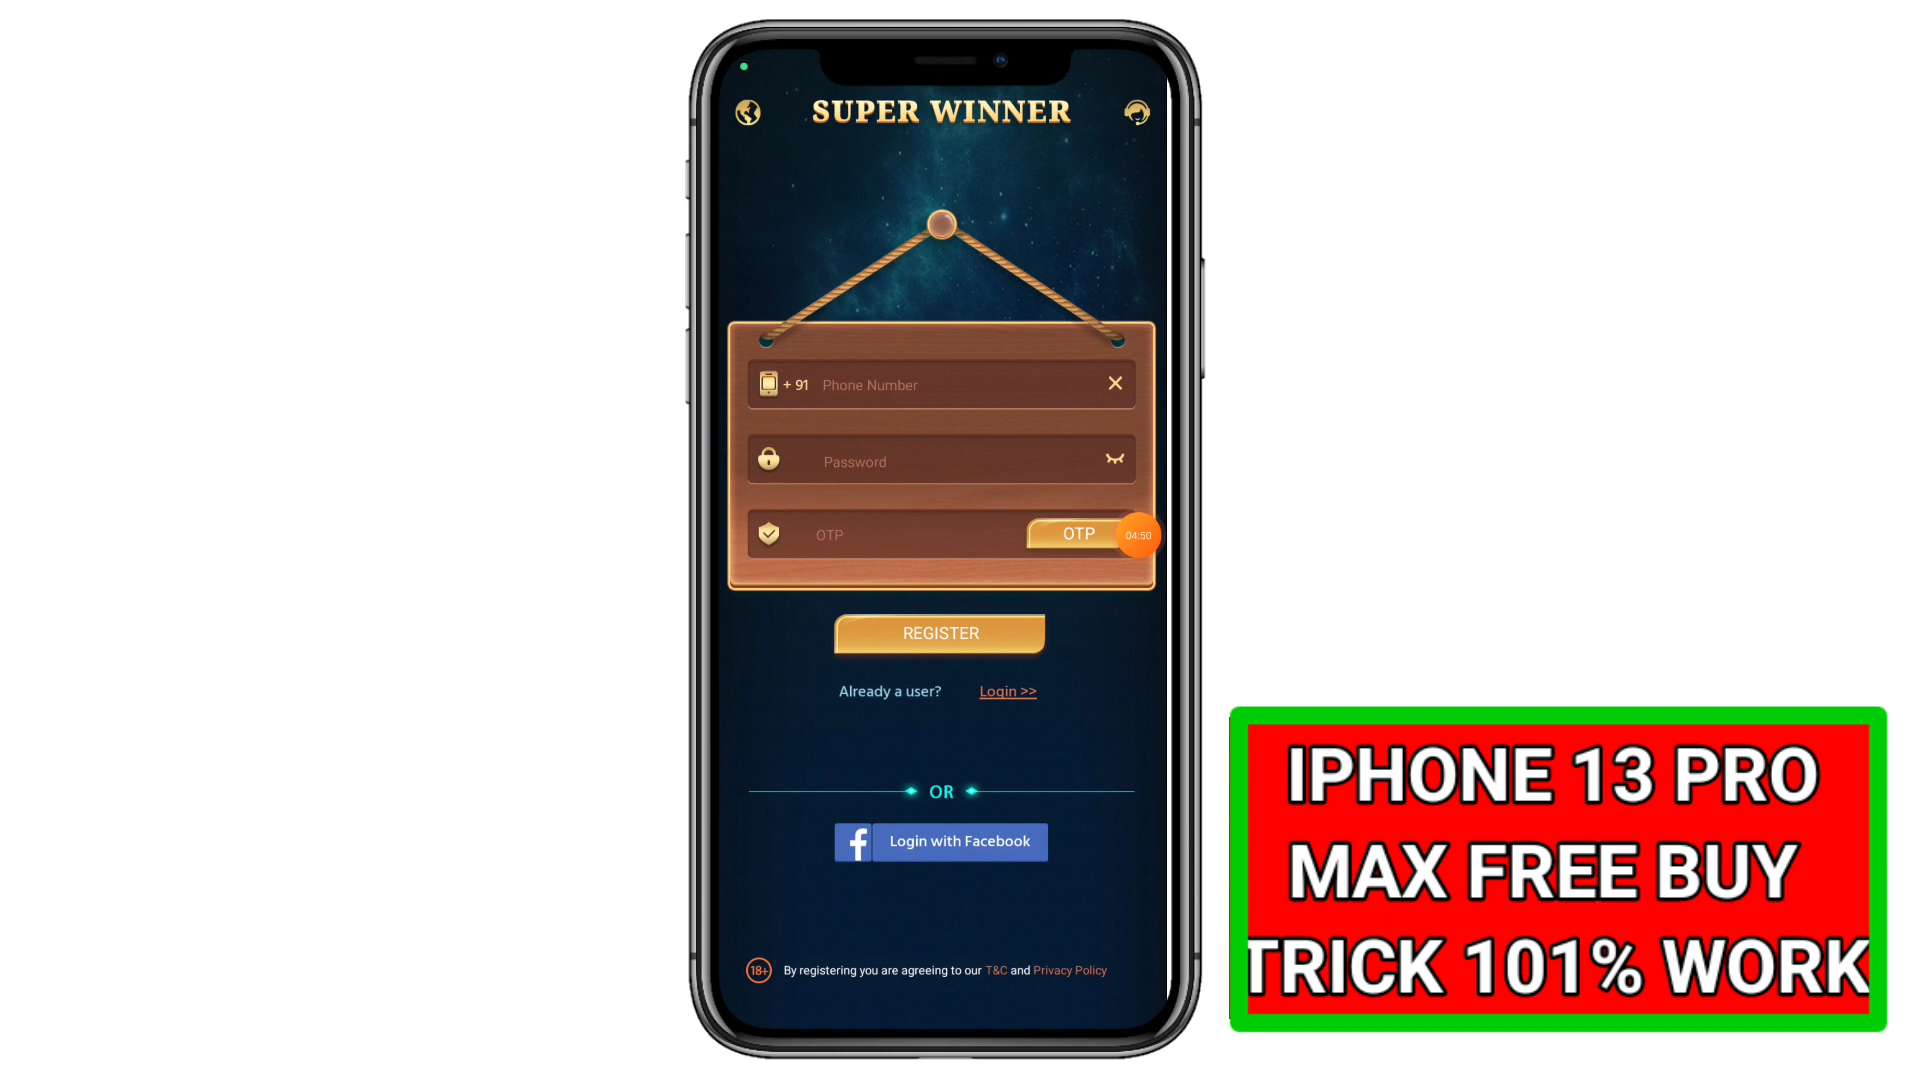 SUPER WINNER
+ 91 Phone Number
Password
OTP OTP 04:50
REGISTER
Already a user? Login >>
OR
f Login with Facebook
18+ By registering you are agreeing to our T&C and Privacy Policy
IPHONE 13 PRO
MAX FREE BUY
TRICK 101% WORK